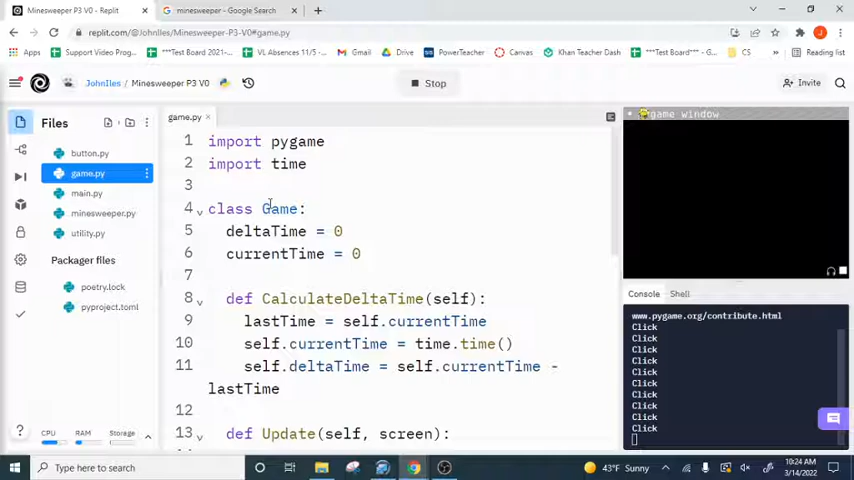 Minesweeper P3 V0 - Replit
minesweeper - Google Search
replit.com/@JohnIles/Minesweeper-P3-V0#game.py
Apps
Support Video Prog...
***Test Board 2021-...
VL Absences 11/5...
Gmail
Drive
PowerTeacher
Canvas
Khan Teacher Dash
***Test Board - Goo...
CS
Reading list
JohnIles / Minesweeper P3 V0
Stop
Invite
Files
button.py
game.py
main.py
minesweeper.py
utility.py
Packager files
poetry.lock
pyproject.toml
CPU
RAM
Storage
game.py
1 import pygame
2 import time
3
4 class Game:
5 deltaTime = 0
6 currentTime = 0
7
8 def CalculateDeltaTime(self):
9 lastTime = self.currentTime
10 self.currentTime = time.time()
11 self.deltaTime = self.currentTime -
lastTime
12
13 def Update(self, screen):
game window
Console
Shell
www.pygame.org/contribute.html
Click
Click
Click
Click
Click
Click
Click
Click
Click
Click
Type here to search
43°F Sunny
10:24 AM
3/14/2022